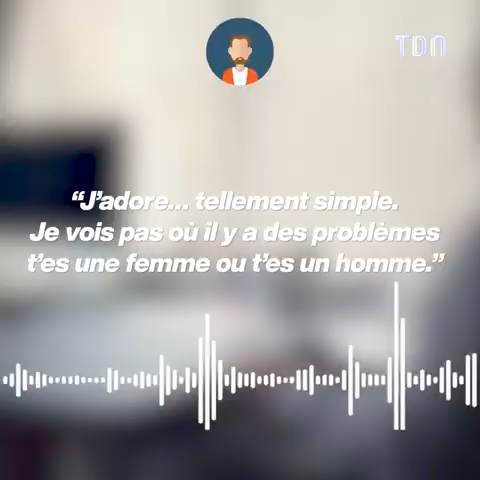 TDN
“J’adore... tellement simple.
Je vois pas où il y a des problèmes
t’es une femme ou t’es un homme.”